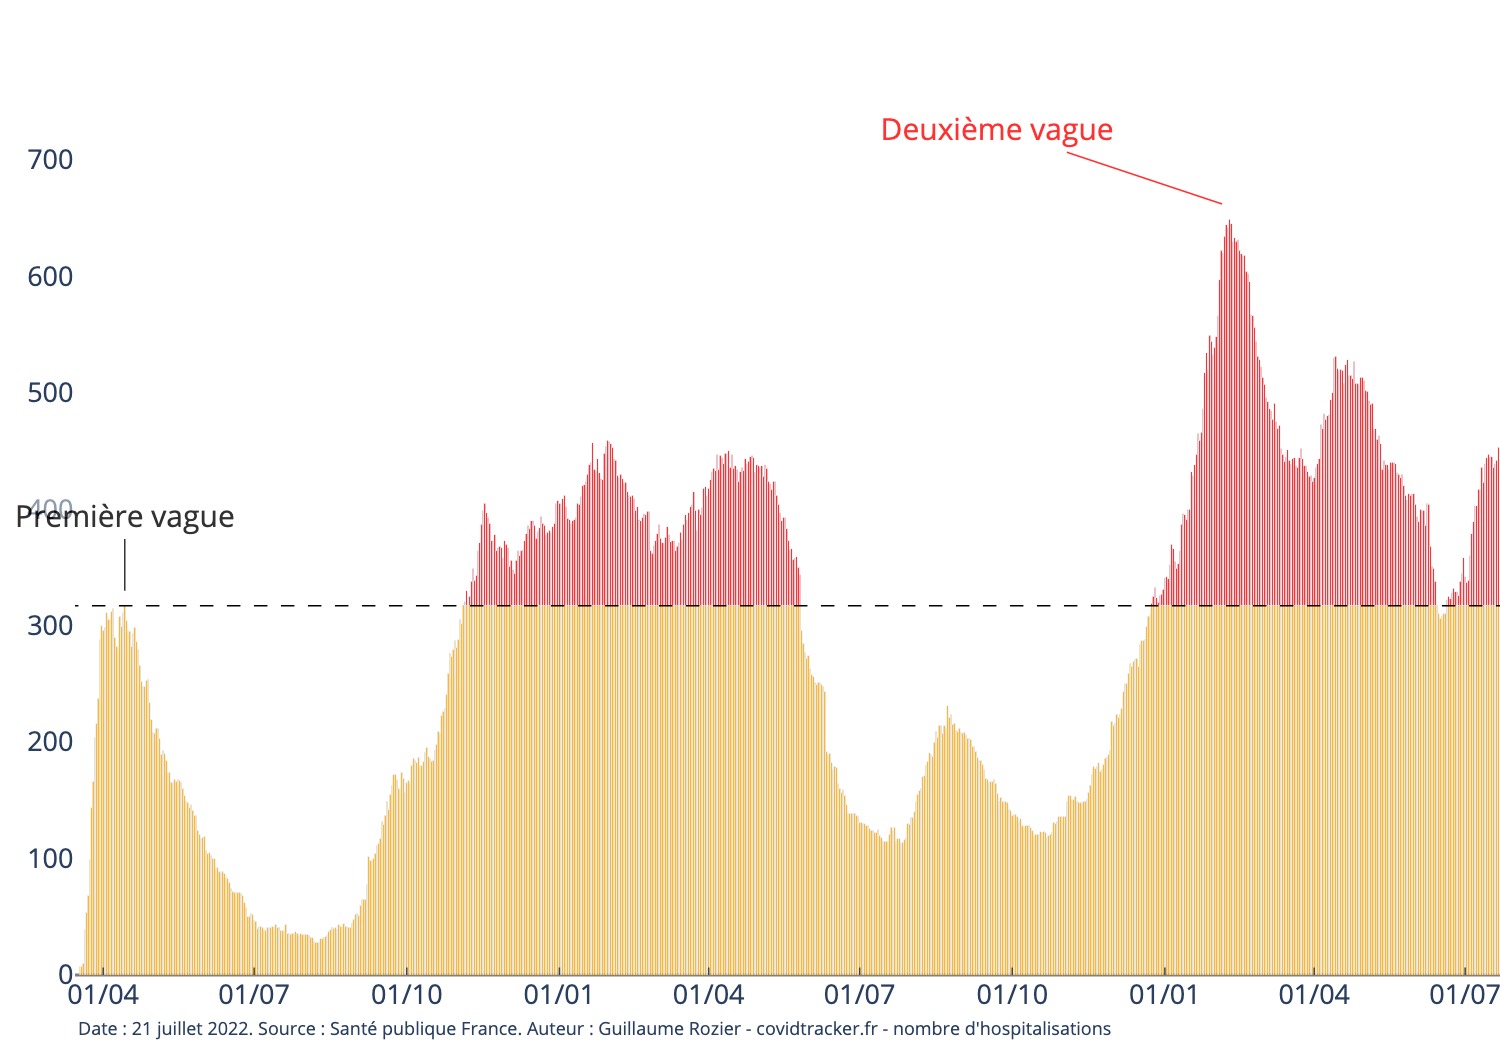 Deuxième vague
700
600
500
400
Première vague
300
200
100
0
01/04 01/07 01/10 01/01 01/04 01/07 01/10 01/01 01/04 01/07
Date : 21 juillet 2022. Source : Santé publique France. Auteur : Guillaume Rozier - covidtracker.fr - nombre d'hospitalisations